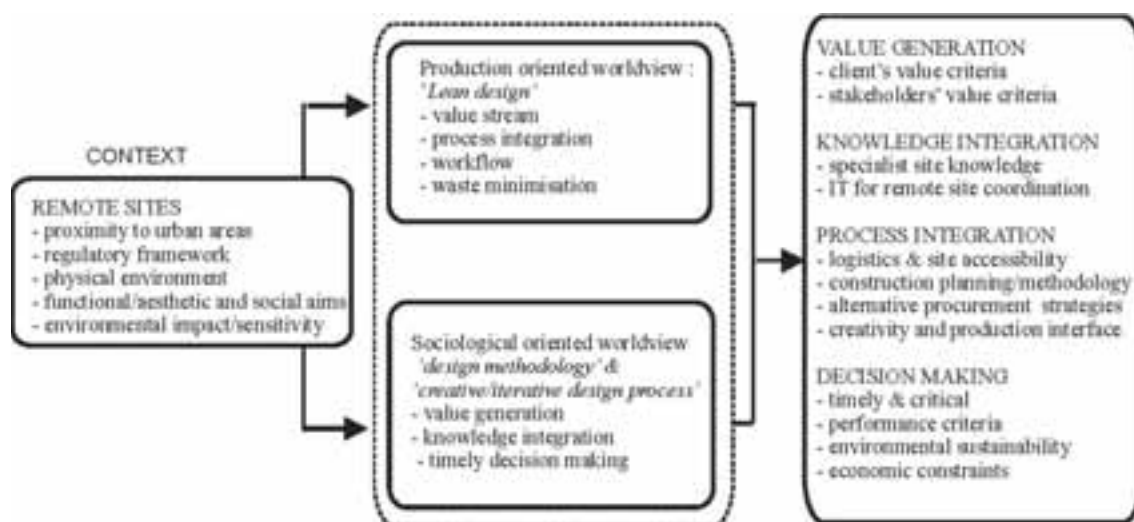 CONTEXT
REMOTE SITES
- proximity to urban areas
- regulatory framework
- physical environment
- functional/aesthetic and social aims
- environmental impact/sensitivity
Production oriented worldview :
'Lean design'
- value stream
- process integration
- workflow
- waste minimisation
Sociological oriented worldview
'design methodology' &
'creative/iterative design process'
- value generation
- knowledge integration
- timely decision making
VALUE GENERATION
- client's value criteria
- stakeholders' value criteria
KNOWLEDGE INTEGRATION
- specialist site knowledge
- IT for remote site coordination
PROCESS INTEGRATION
- logistics & site accessibility
- construction planning/methodology
- alternative procurement strategies
- creativity and production interface
DECISION MAKING
- timely & critical
- performance criteria
- environmental sustainability
- economic constraints